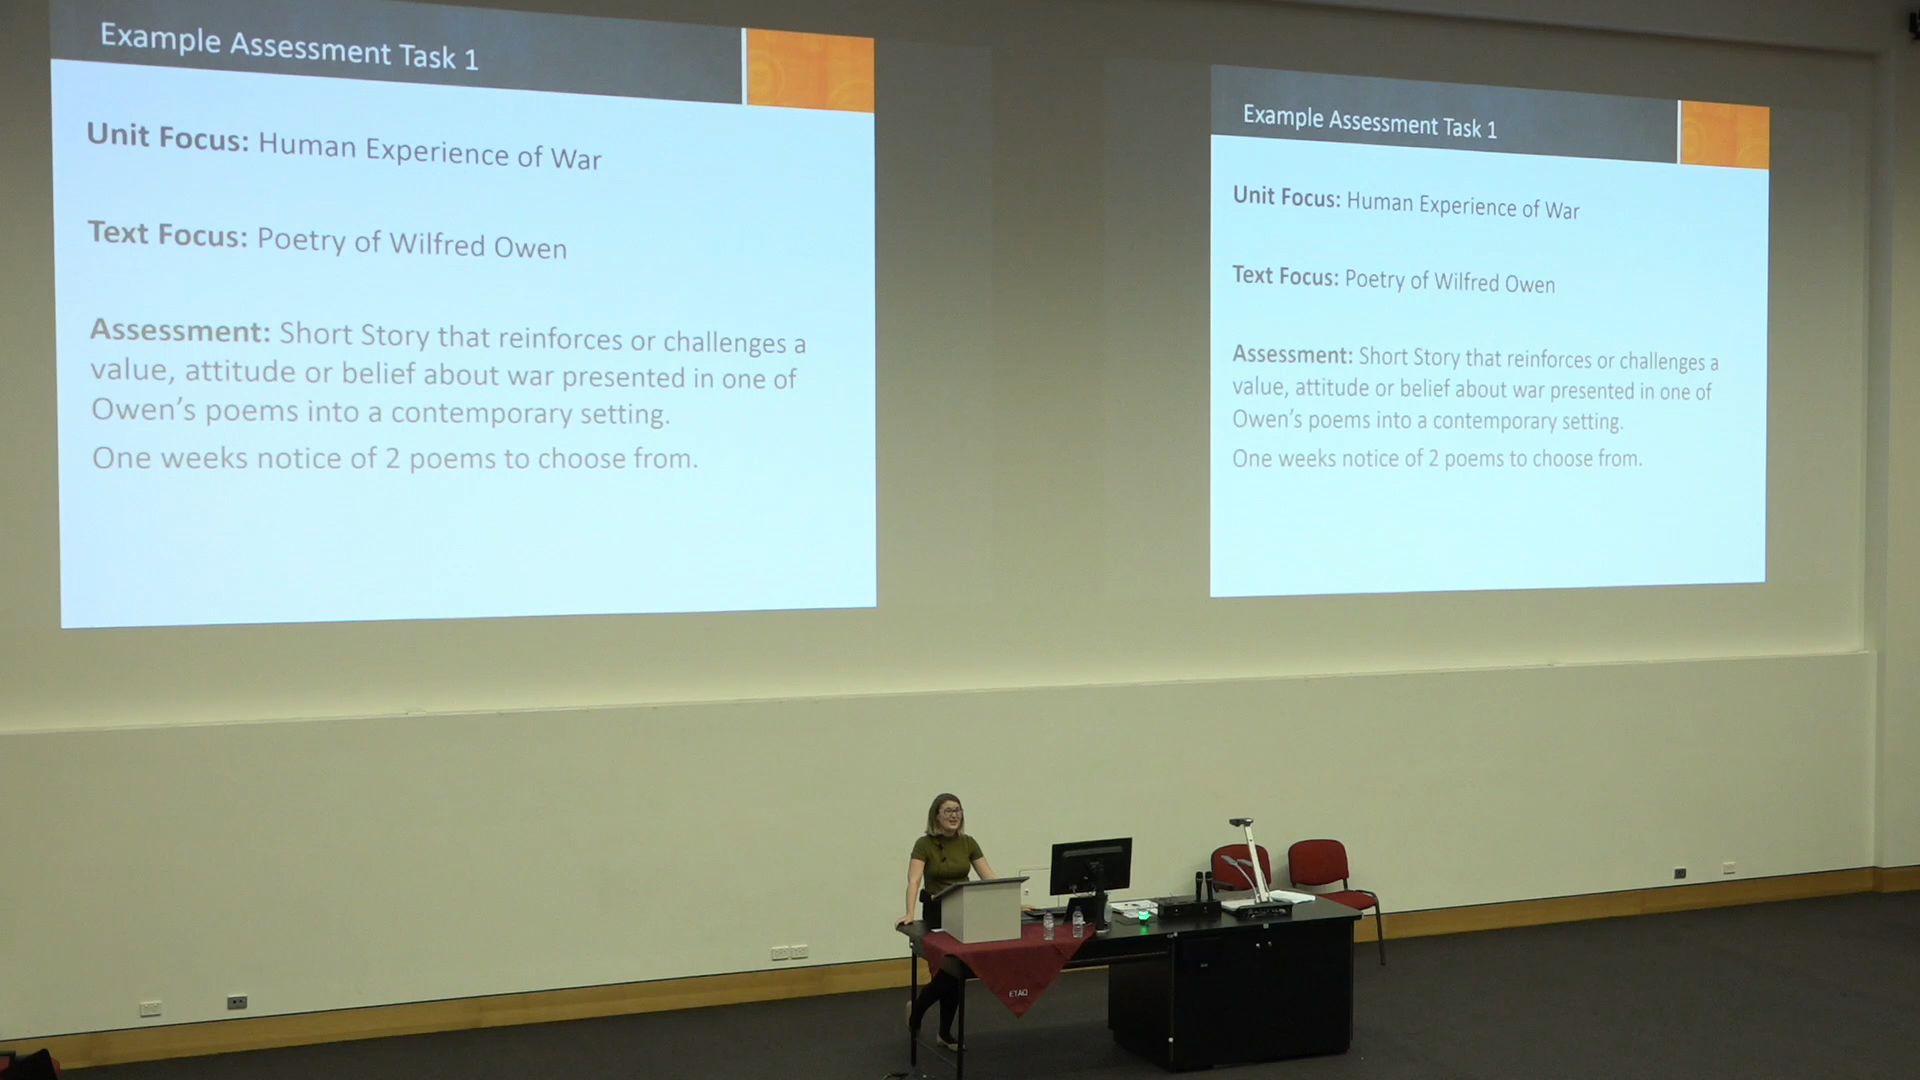 Example Assessment Task 1
Unit Focus: Human Experience of War
Text Focus: Poetry of Wilfred Owen
Assessment: Short Story that reinforces or challenges a
value, attitude or belief about war presented in one of
Owen's poems into a contemporary setting.
One weeks notice of 2 poems to choose from.
Example Assessment Task 1
Unit Focus: Human Experience of War
Text Focus: Poetry of Wilfred Owen
Assessment: Short Story that reinforces or challenges a
value, attitude or belief about war presented in one of
Owen's poems into a contemporary setting.
One weeks notice of 2 poems to choose from.
ETAQ